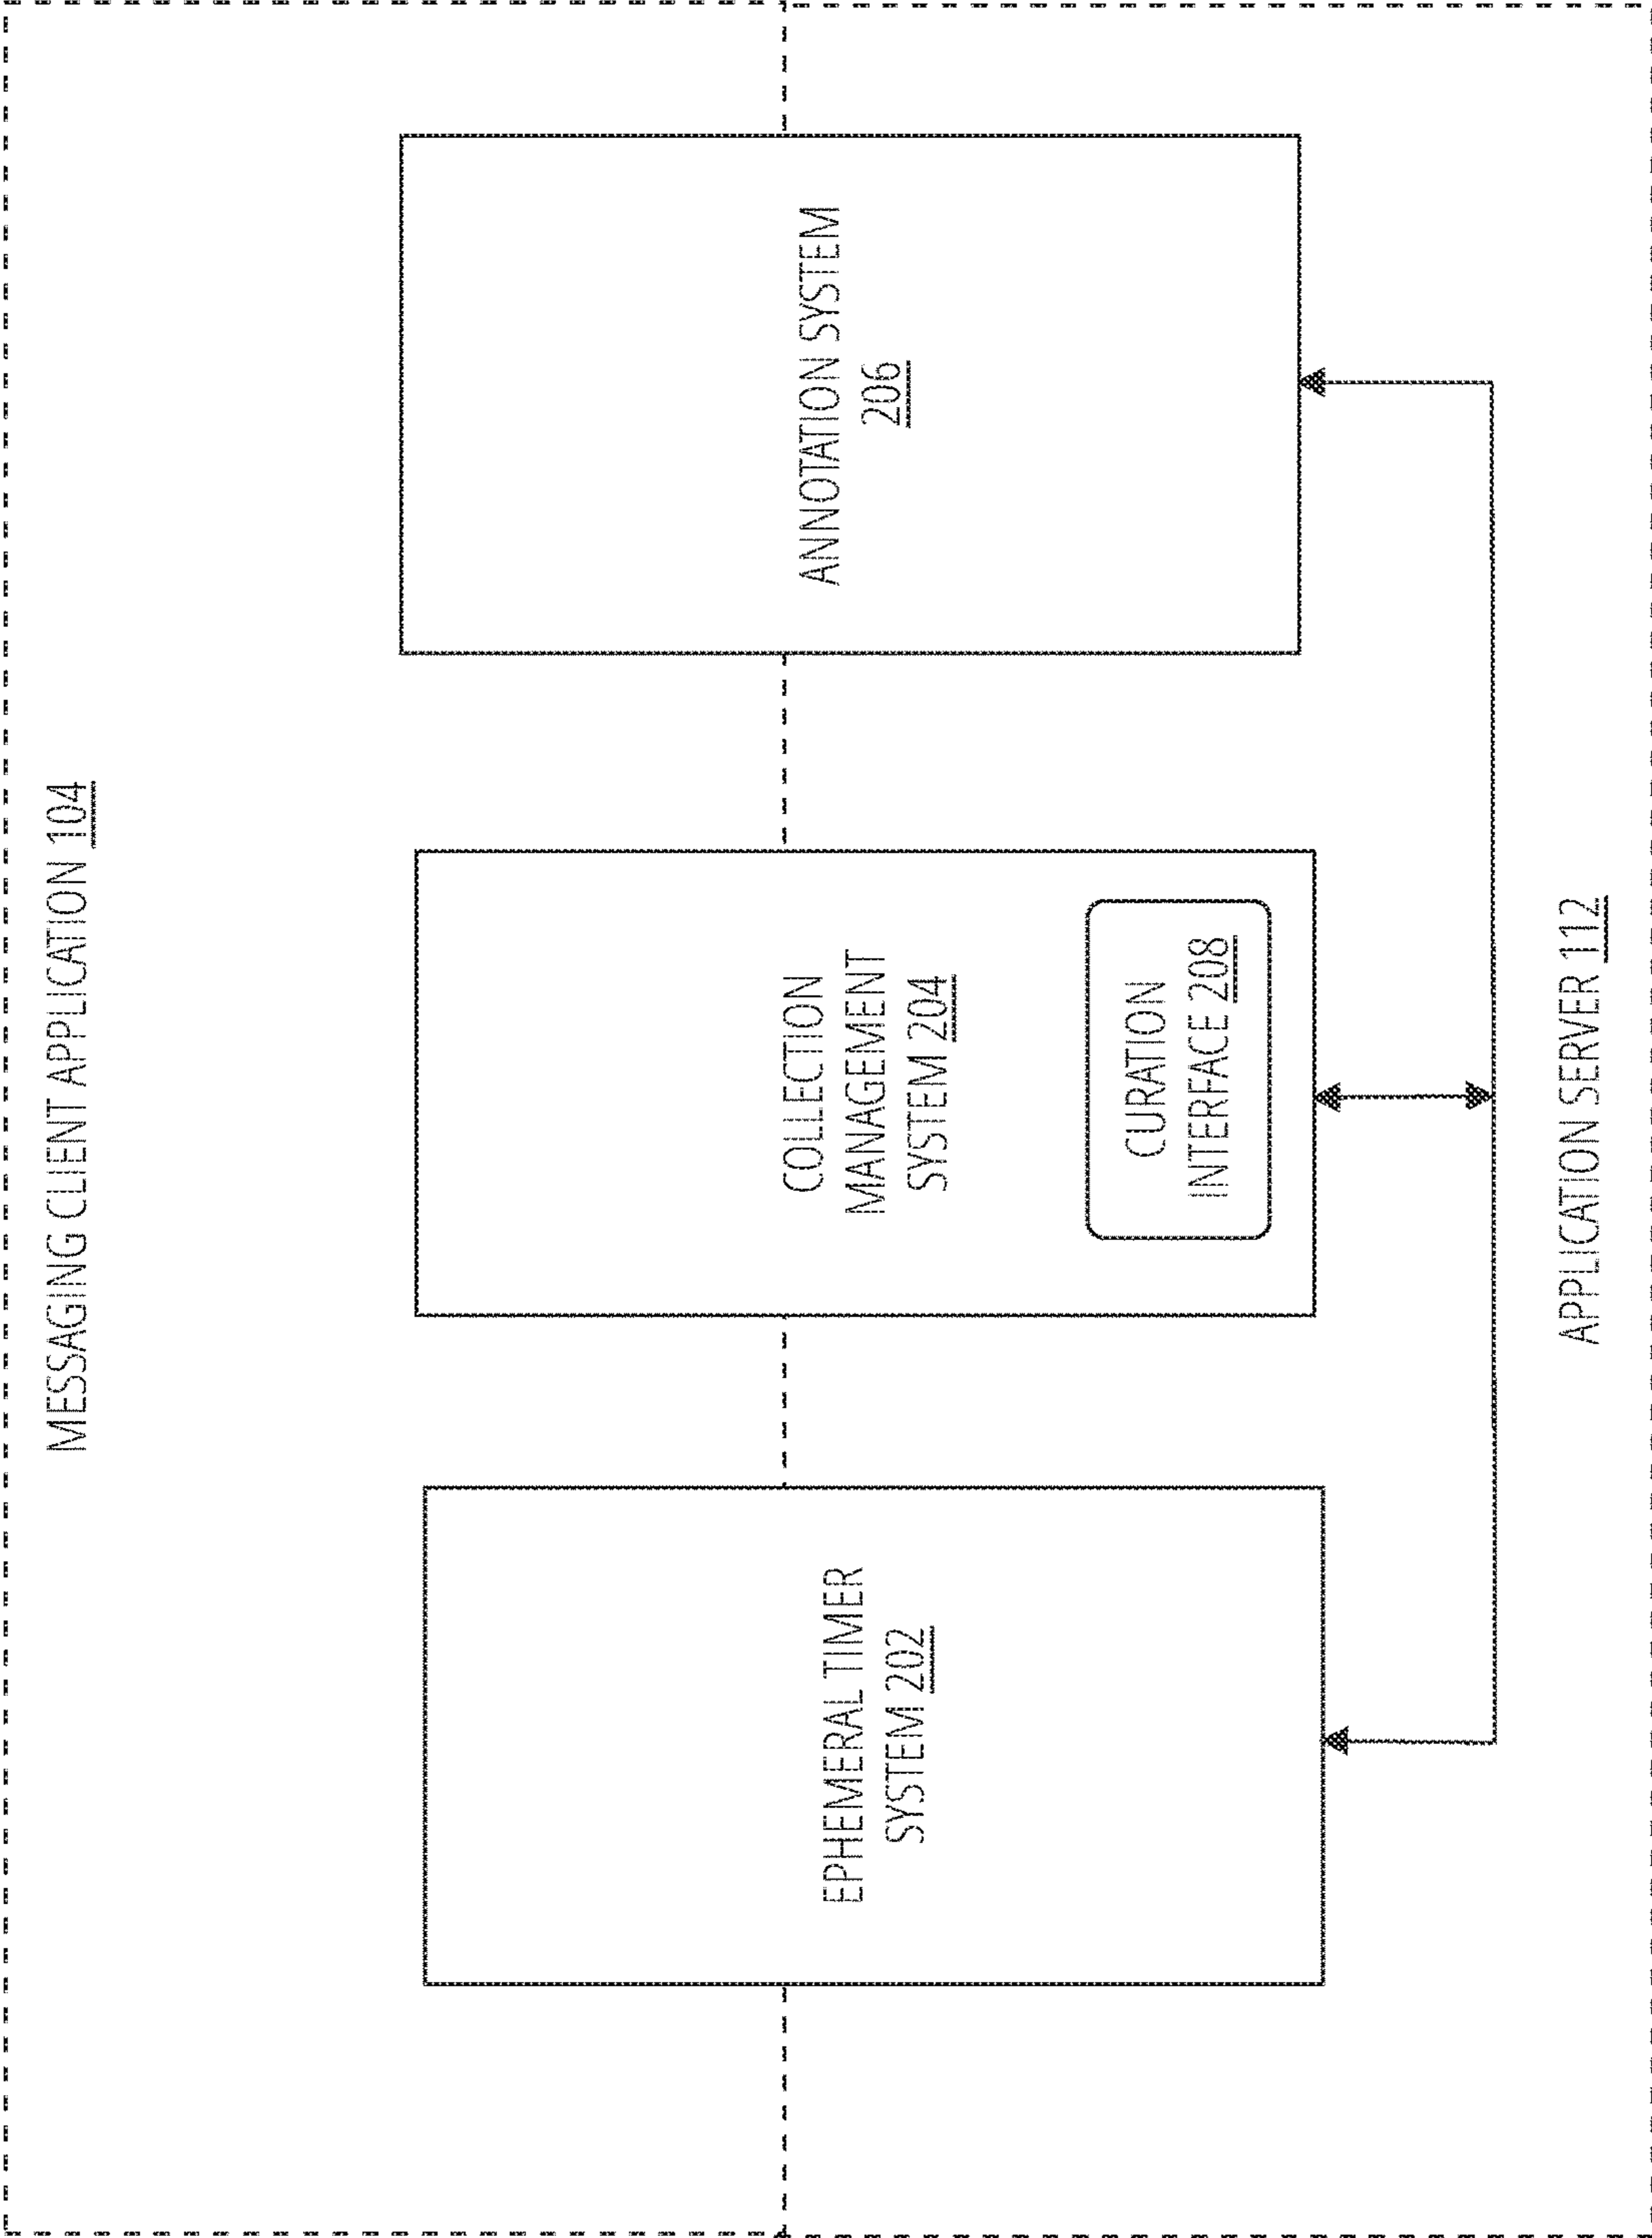 MESSAGING CLIENT APPLICATION 104
EPHEMERAL TIMER
SYSTEM 202
COLLECTION
MANAGEMENT
SYSTEM 204
CURATION
INTERFACE 208
ANNOTATION SYSTEM
206
APPLICATION SERVER 112